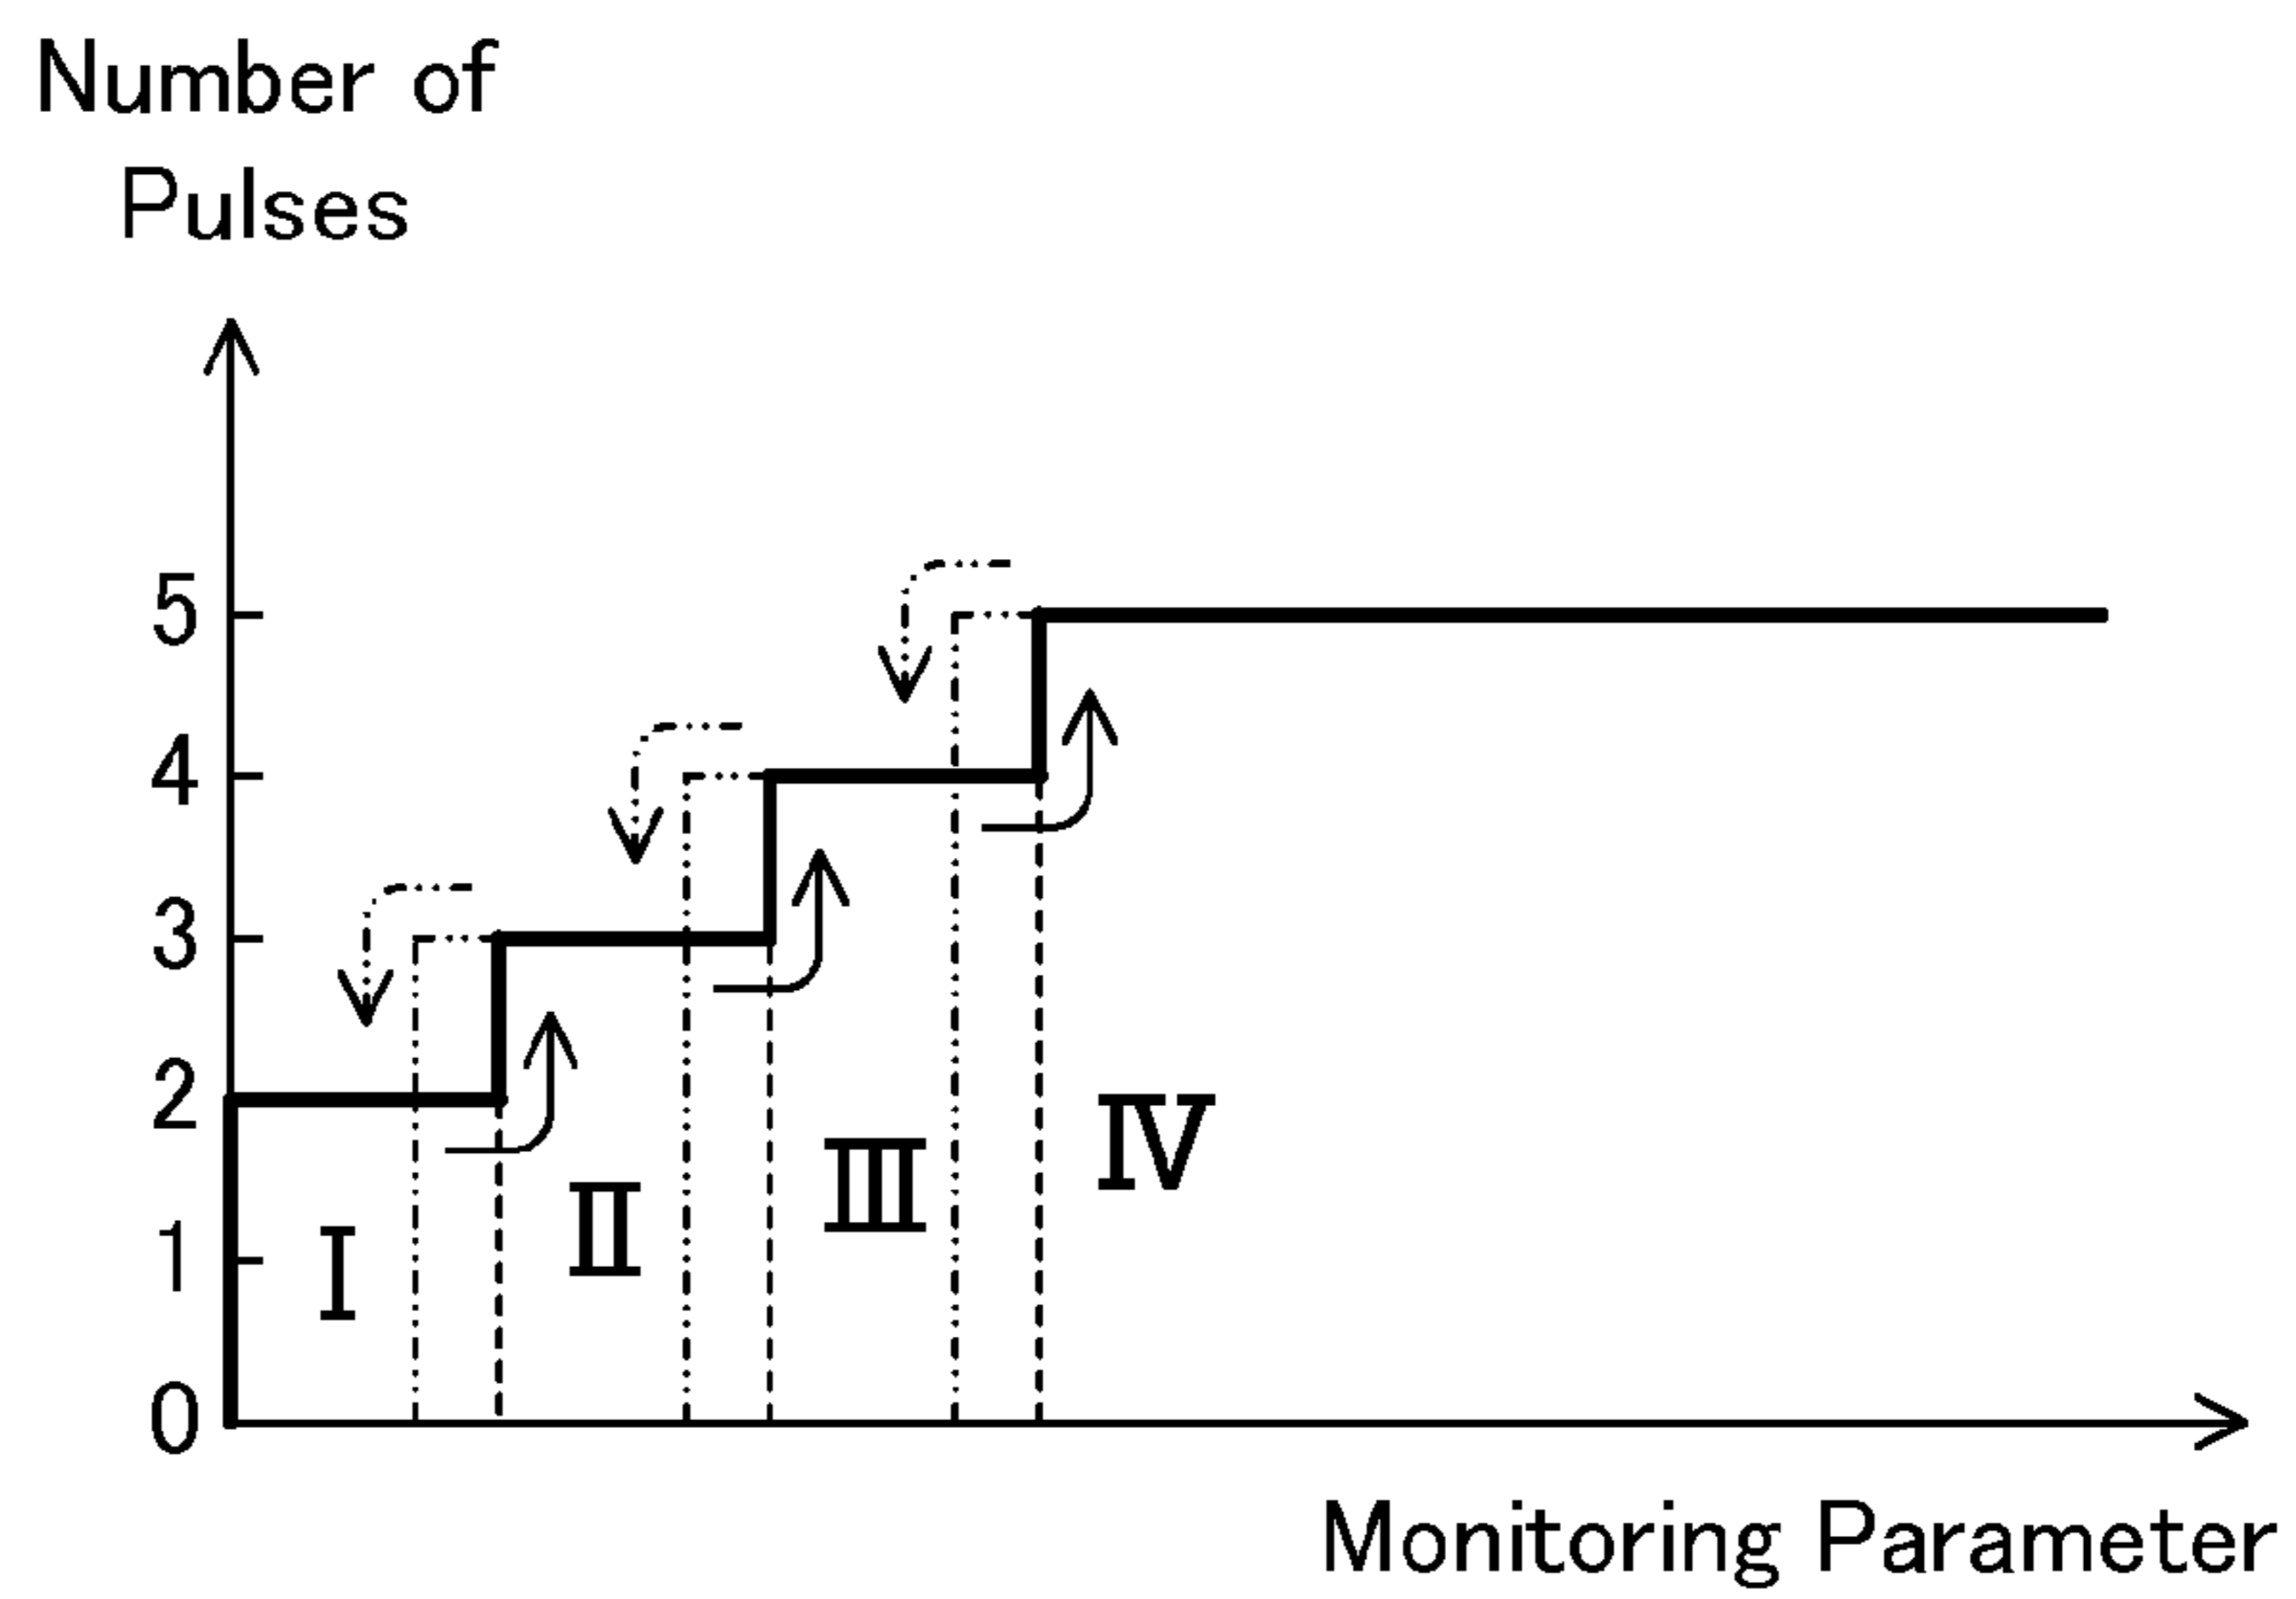 Number of
Pulses
5
4
3
2
1
0
I
II
III
IV
Monitoring Parameter